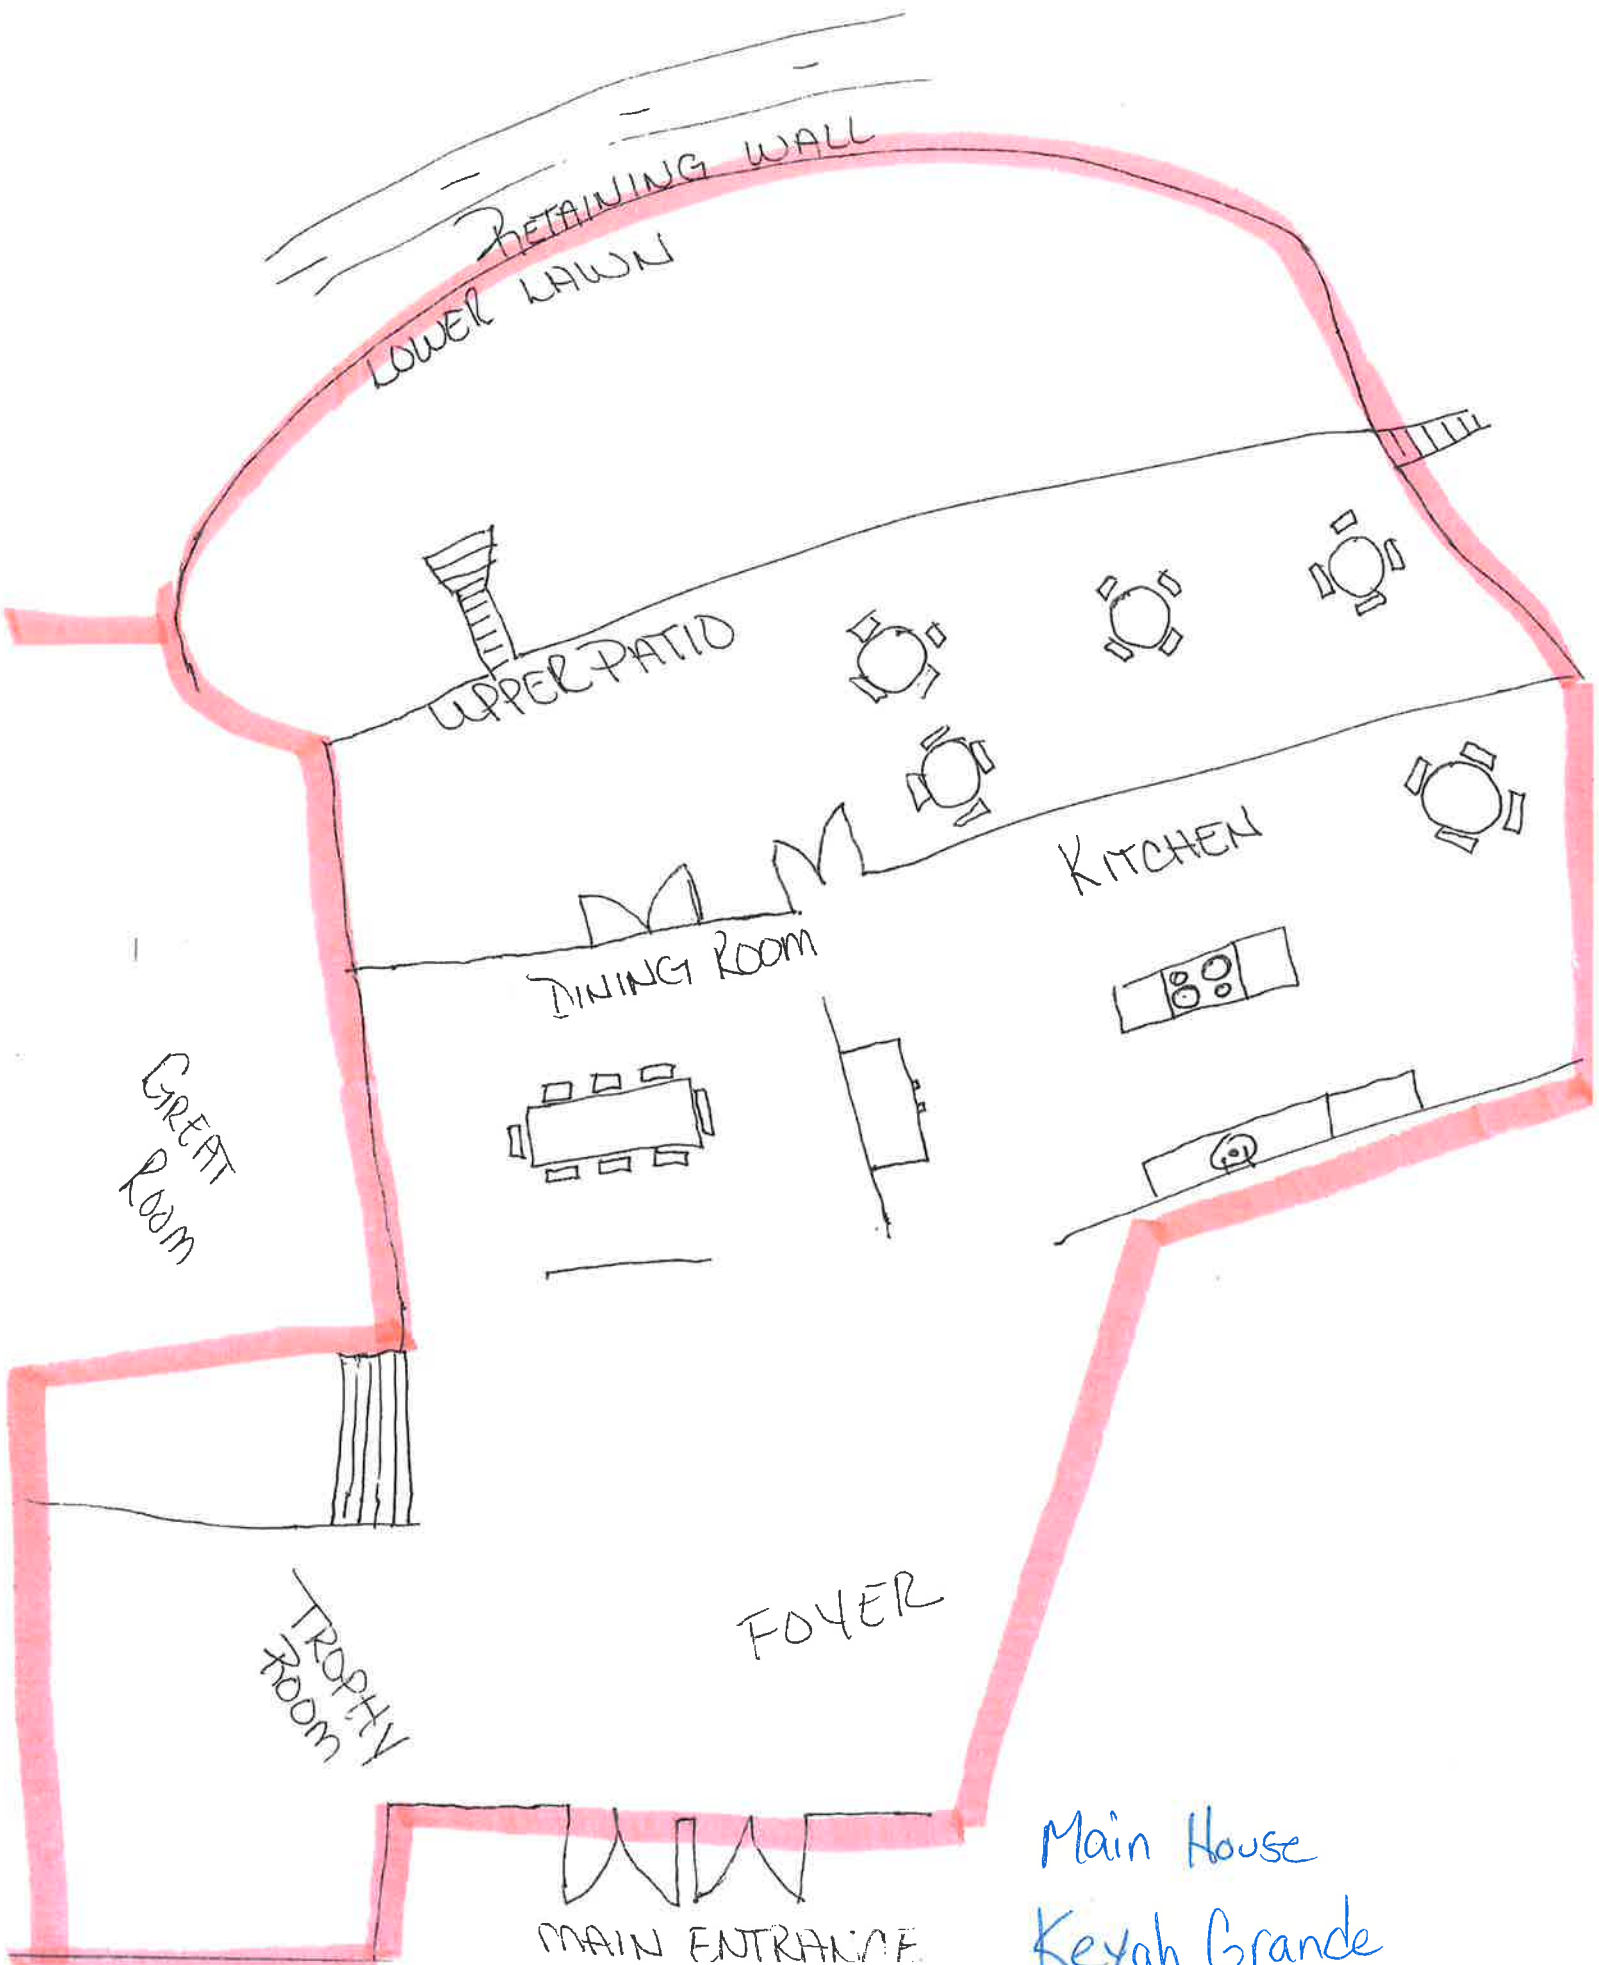 RETAINING WALL
LOWER LAWN
UPPER PATIO
KITCHEN
DINING ROOM
GREAT
ROOM
FOYER
TROPHY
ROOM
MAIN ENTRANCE
Main House
Keyah Grande